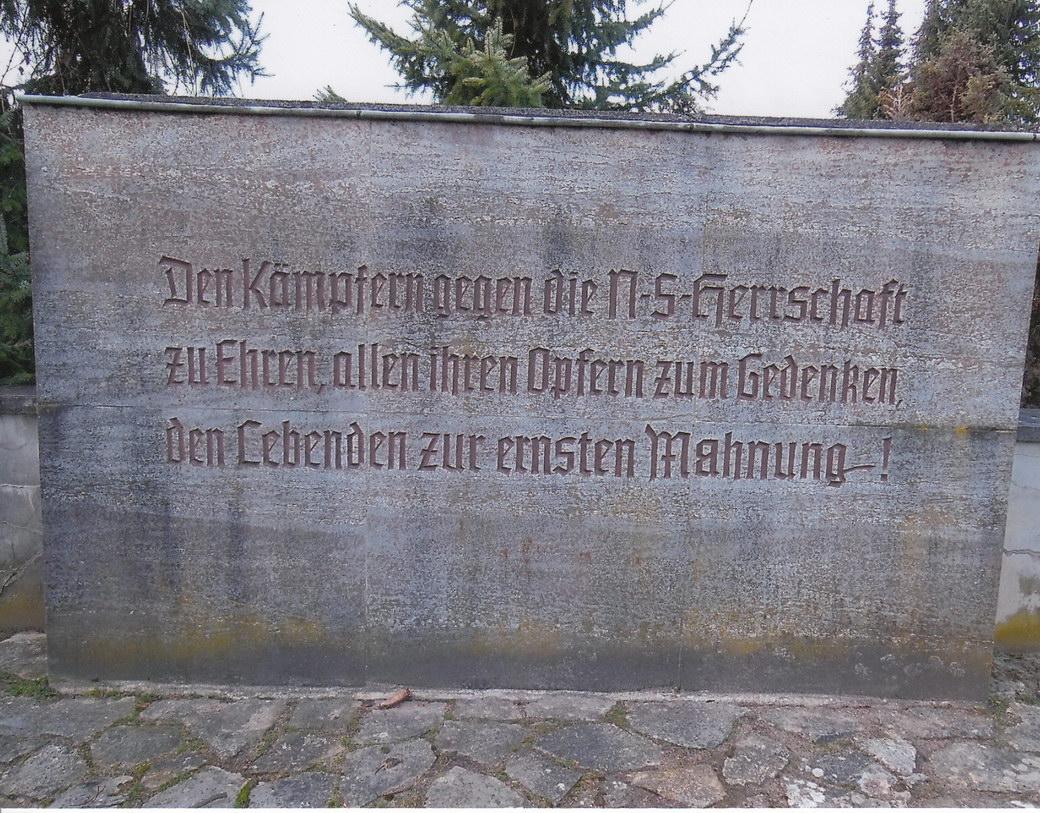 Den Kämpfern gegen die N-S-Herrschaft
zu Ehren, allen ihren Opfern zum Gedenken,
den Lebenden zur ernsten Mahnung - !